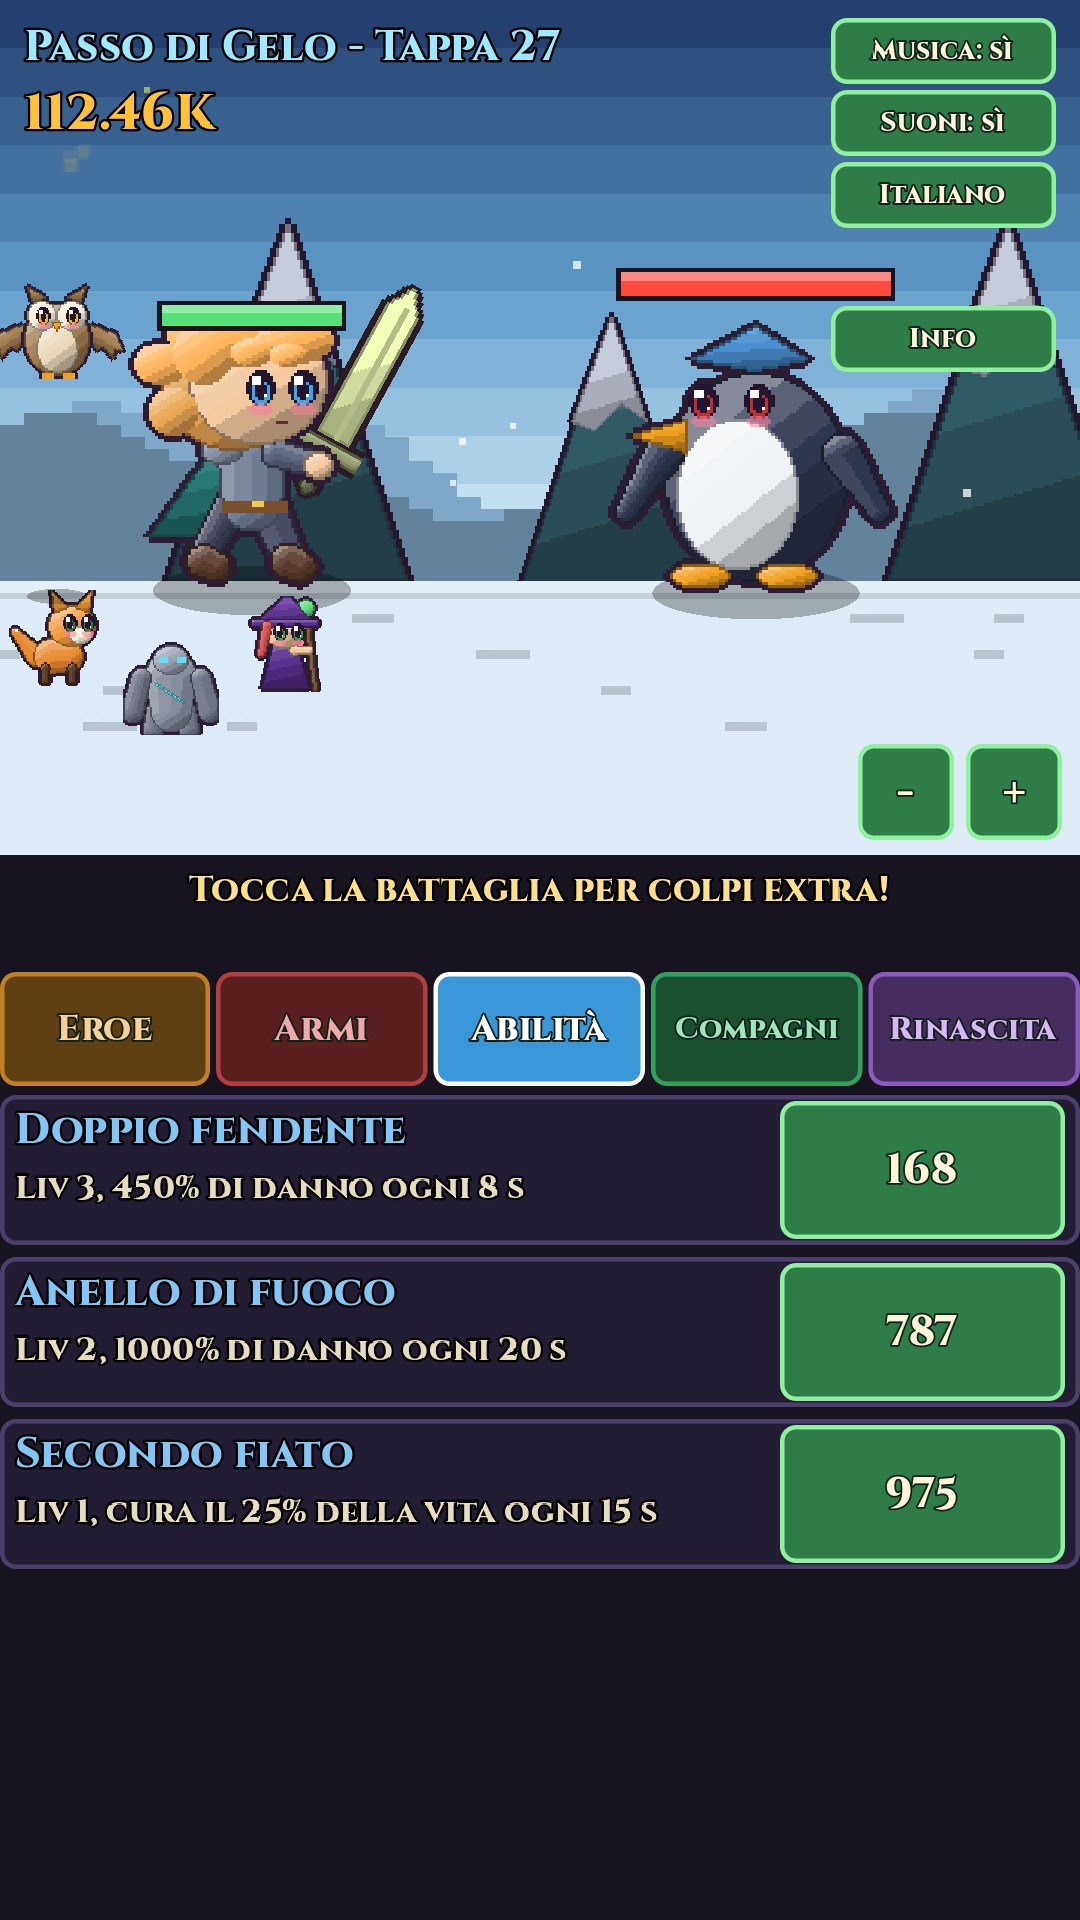 Passo di Gelo - Tappa 27
112.46K
Musica: sì
Suoni: sì
Italiano
Info
-
+
Tocca la battaglia per colpi extra!
Eroe
Armi
Abilità
Compagni
Rinascita
Doppio fendente
Liv 3, 450% di danno ogni 8 s
168
Anello di fuoco
Liv 2, 1000% di danno ogni 20 s
787
Secondo fiato
Liv 1, cura il 25% della vita ogni 15 s
975